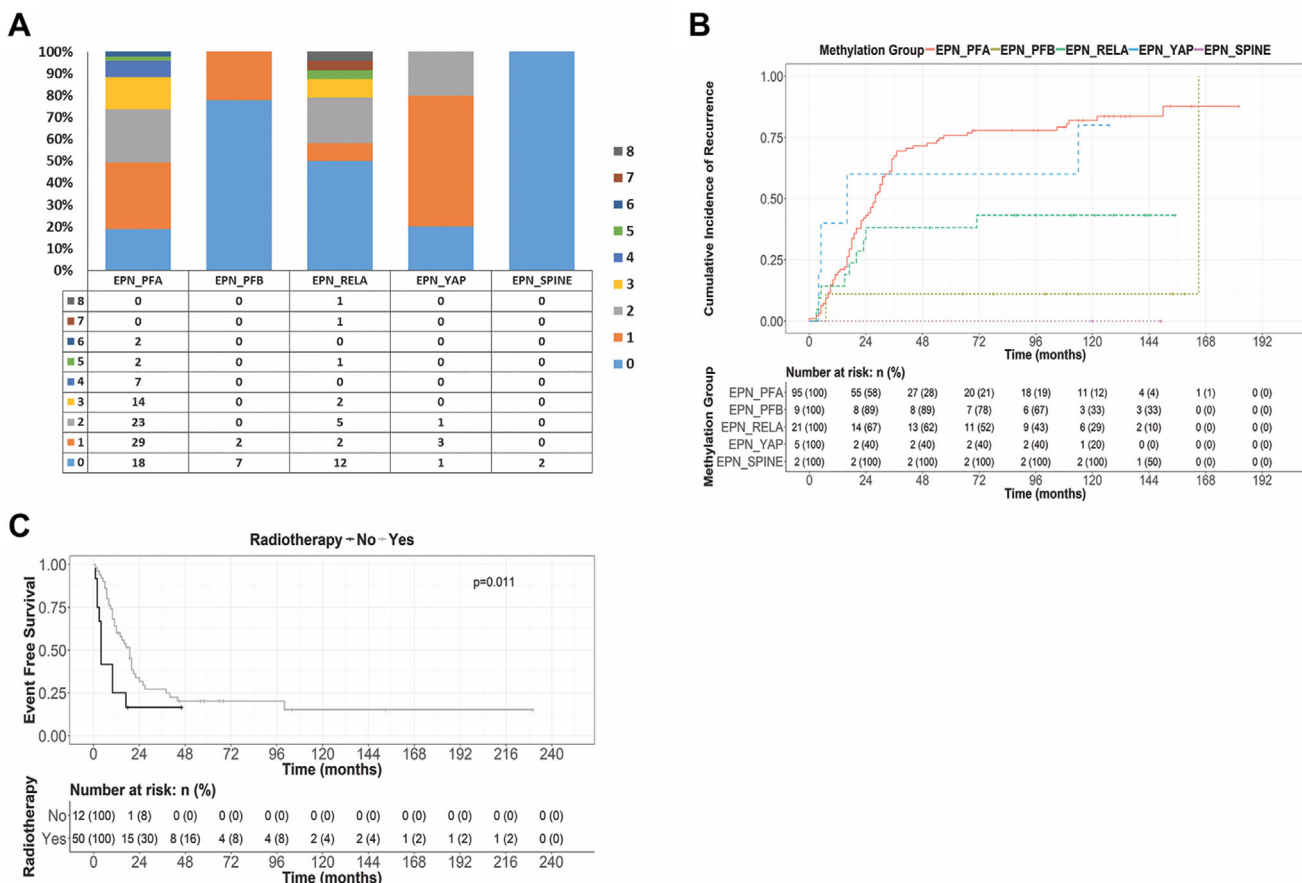 A
100%
90%
80%
70%
60%
50%
40%
30%
20%
10%
0%
EPN_PFA EPN_PFB EPN_RELA EPN_YAP EPN_SPINE
8 0 0 1 0 0
7 0 0 1 0 0
6 2 0 0 0 0
5 2 0 1 0 0
4 7 0 0 0 0
3 14 0 2 0 0
2 23 0 5 1 0
1 29 2 2 3 0
0 18 7 12 1 2
8
7
6
5
4
3
2
1
0
B
Methylation Group EPN_PFA EPN_PFB EPN_RELA EPN_YAP EPN_SPINE
Cumulative Incidence of Recurrence
1.00
0.75
0.50
0.25
0.00
0 24 48 72 96 120 144 168 192
Time (months)
Number at risk: n (%)
Methylation Group
EPN_PFA 95 (100) 55 (58) 27 (28) 20 (21) 18 (19) 11 (12) 4 (4) 1 (1) 0 (0)
EPN_PFB 9 (100) 8 (89) 8 (89) 7 (78) 6 (67) 3 (33) 3 (33) 0 (0) 0 (0)
EPN_RELA 21 (100) 14 (67) 13 (62) 11 (52) 9 (43) 6 (29) 2 (10) 0 (0) 0 (0)
EPN_YAP 5 (100) 2 (40) 2 (40) 2 (40) 2 (40) 1 (20) 0 (0) 0 (0) 0 (0)
EPN_SPINE 2 (100) 2 (100) 2 (100) 2 (100) 2 (100) 2 (100) 1 (50) 0 (0) 0 (0)
0 24 48 72 96 120 144 168 192
Time (months)
C
Radiotherapy No Yes
Event Free Survival
1.00
0.75
0.50
0.25
0.00
p=0.011
0 24 48 72 96 120 144 168 192 216 240
Time (months)
Number at risk: n (%)
Radiotherapy
No 12 (100) 1 (8) 0 (0) 0 (0) 0 (0) 0 (0) 0 (0) 0 (0) 0 (0) 0 (0) 0 (0)
Yes 50 (100) 15 (30) 8 (16) 4 (8) 4 (8) 2 (4) 2 (4) 1 (2) 1 (2) 1 (2) 0 (0)
0 24 48 72 96 120 144 168 192 216 240
Time (months)